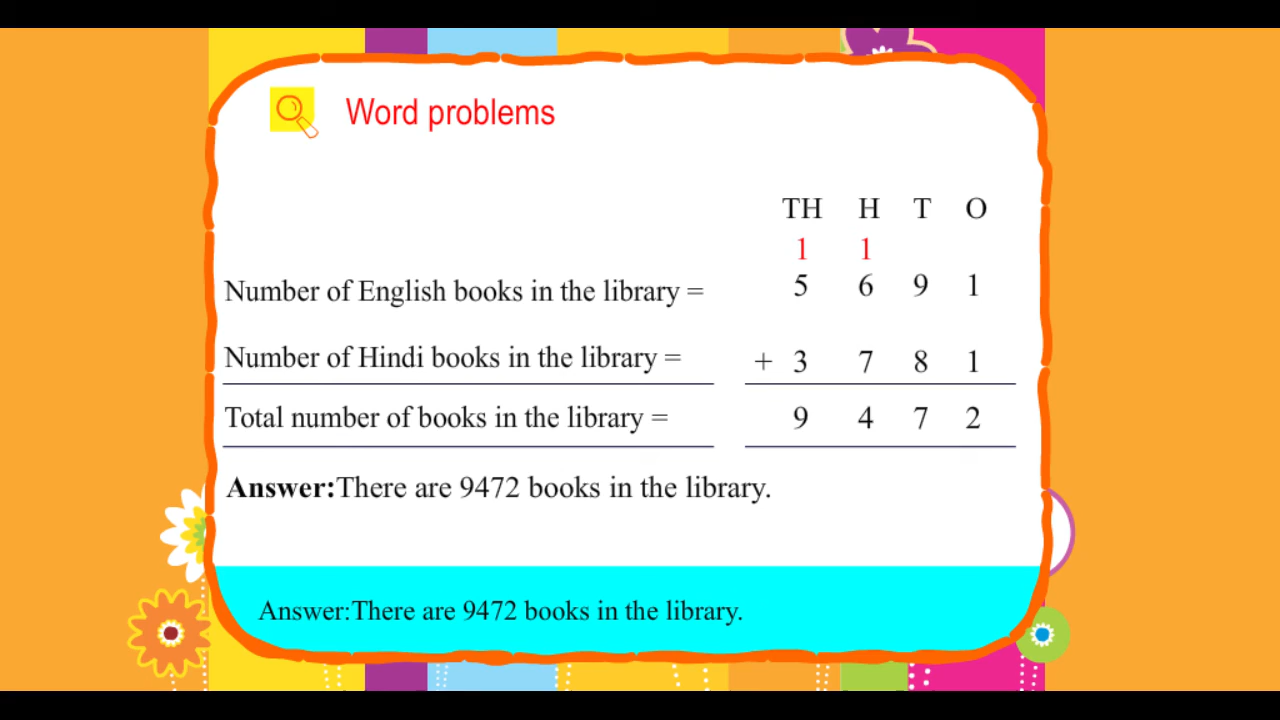 Word problems
TH H T O
1 1
Number of English books in the library = 5 6 9 1
Number of Hindi books in the library = + 3 7 8 1
Total number of books in the library = 9 4 7 2
Answer:There are 9472 books in the library.
Answer:There are 9472 books in the library.